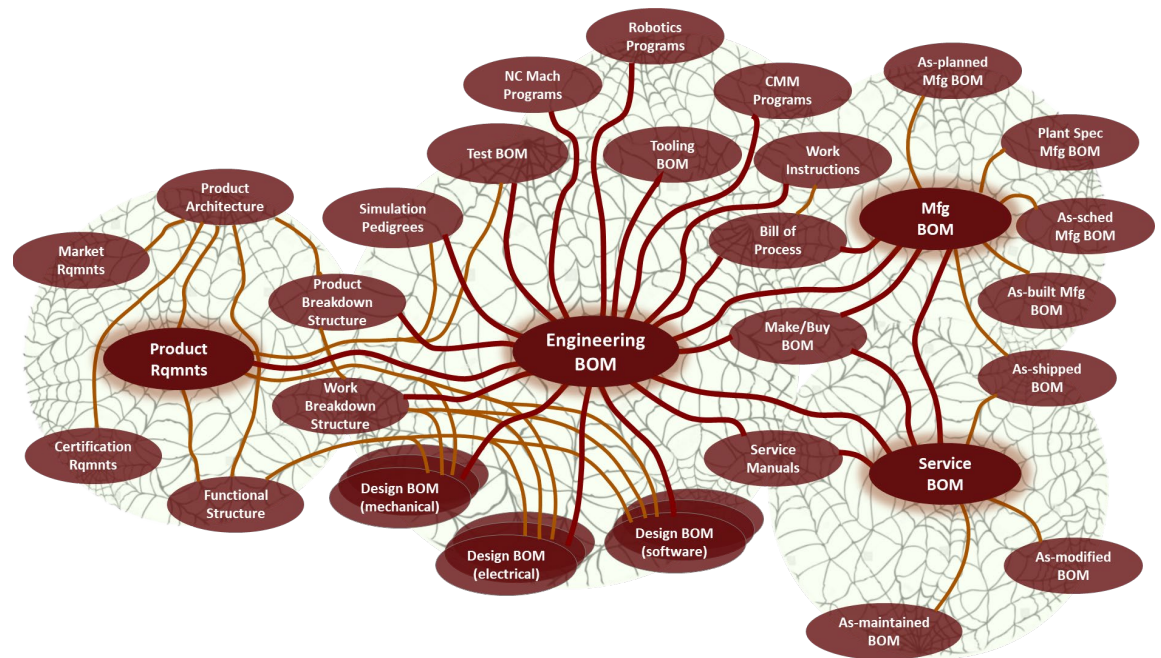 Robotics
Programs
NC Mach
Programs
CMM
Programs
As-planned
Mfg BOM
Test BOM
Tooling
BOM
Work
Instructions
Plant Spec
Mfg BOM
Product
Architecture
Simulation
Pedigrees
Mfg
BOM
As-sched
Mfg BOM
Market
Rqmnts
Bill of
Process
Product
Breakdown
Structure
As-built Mfg
BOM
Product
Rqmnts
Engineering
BOM
Make/Buy
BOM
As-shipped
BOM
Work
Breakdown
Structure
Certification
Rqmnts
Service
Manuals
Service
BOM
Functional
Structure
Design BOM
(mechanical)
Design BOM
(electrical)
Design BOM
(software)
As-modified
BOM
As-maintained
BOM